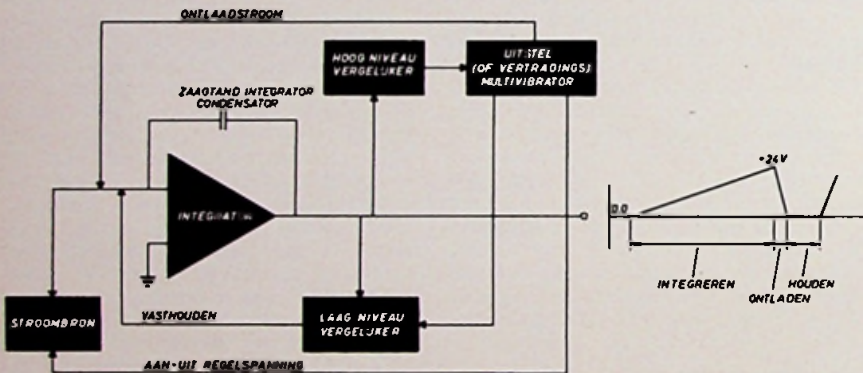 ONTLAADSTROOM
HOOG NIVEAU
VERGELIJKER
UITSTEL
(OF VERTRAGINGS)
MULTIVIBRATOR
ZAAGTAND INTEGRATOR
CONDENSATOR
+24V
INTEGRATOR
0.0
INTEGREREN
HOUDEN
ONTLADEN
STROOMBRON
VASTHOUDEN
LAAG NIVEAU
VERGELIJKER
AAN-UIT REGELSPANNING